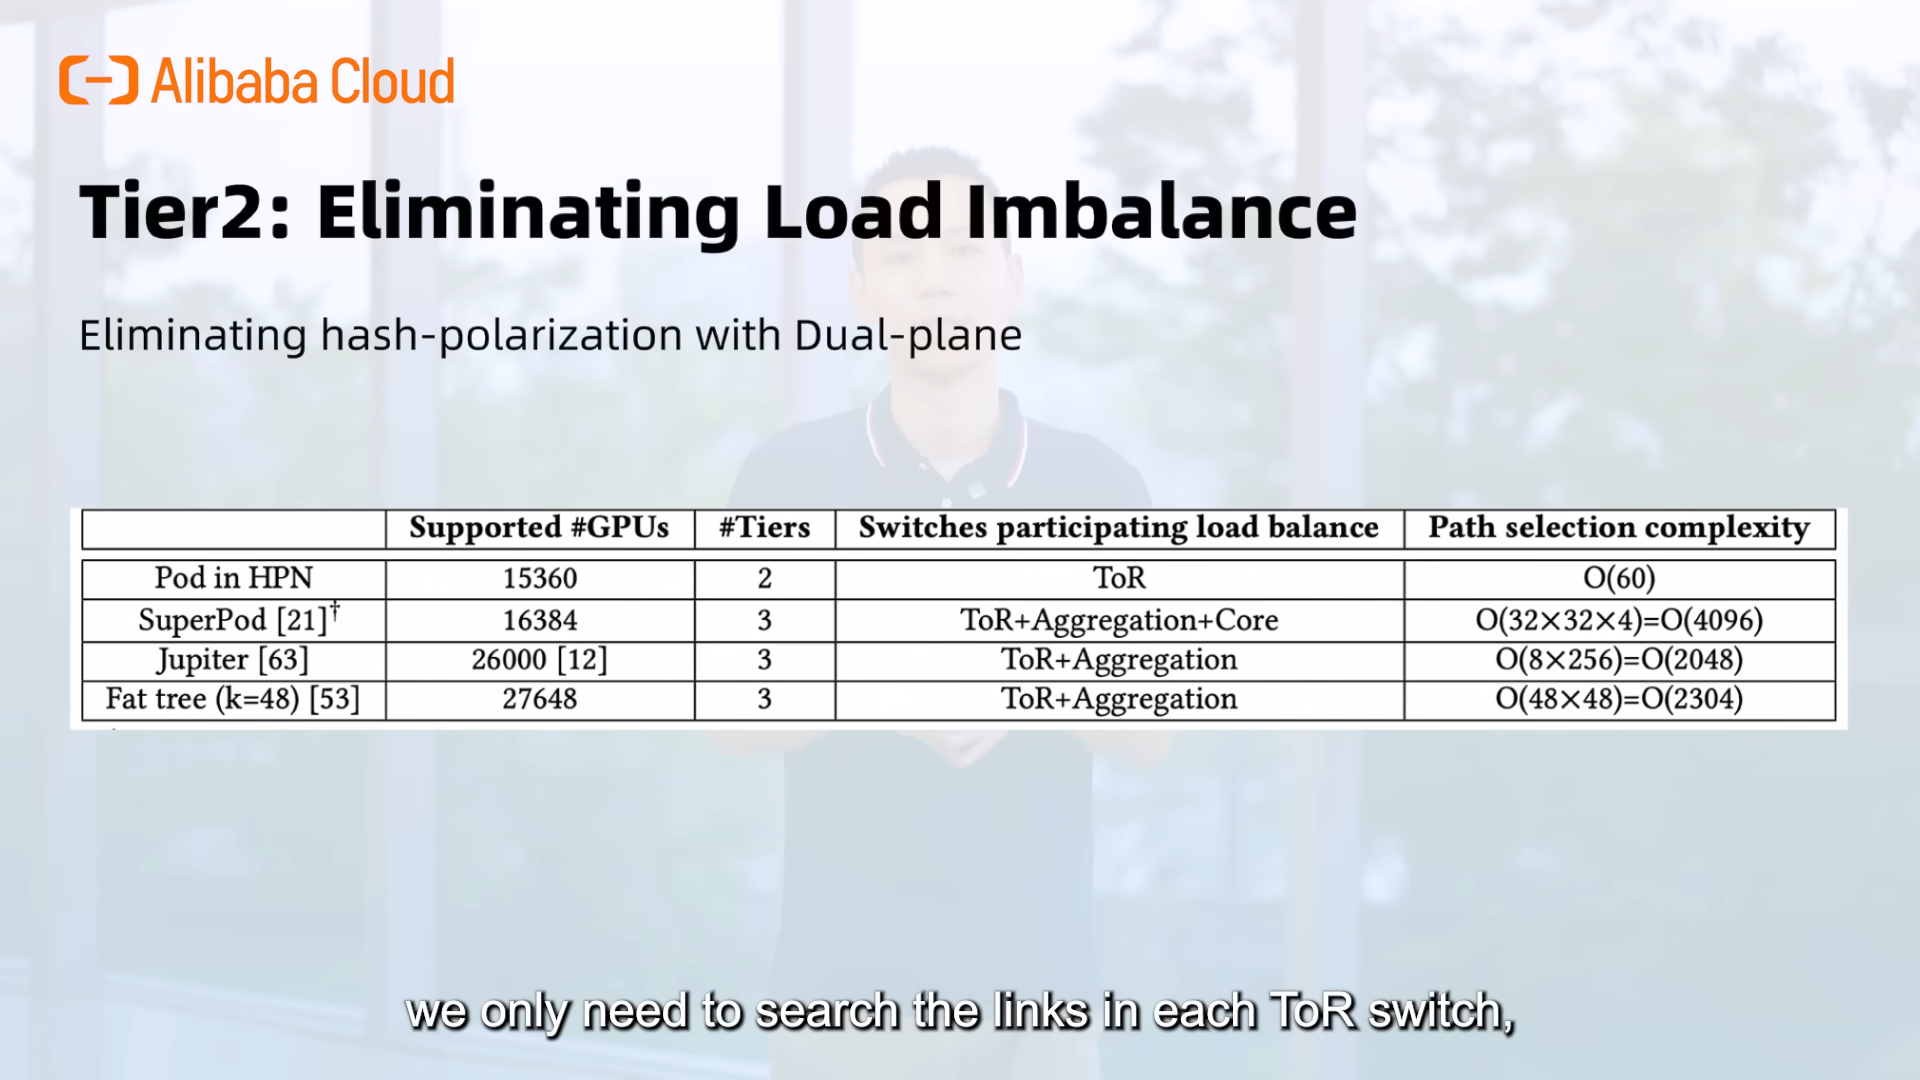 Alibaba Cloud
Tier2: Eliminating Load Imbalance
Eliminating hash-polarization with Dual-plane
Supported #GPUs #Tiers Switches participating load balance Path selection complexity
Pod in HPN 15360 2 ToR O(60)
SuperPod [21]† 16384 3 ToR+Aggregation+Core O(32×32×4)=O(4096)
Jupiter [63] 26000 [12] 3 ToR+Aggregation O(8×256)=O(2048)
Fat tree (k=48) [53] 27648 3 ToR+Aggregation O(48×48)=O(2304)
we only need to search the links in each ToR switch,